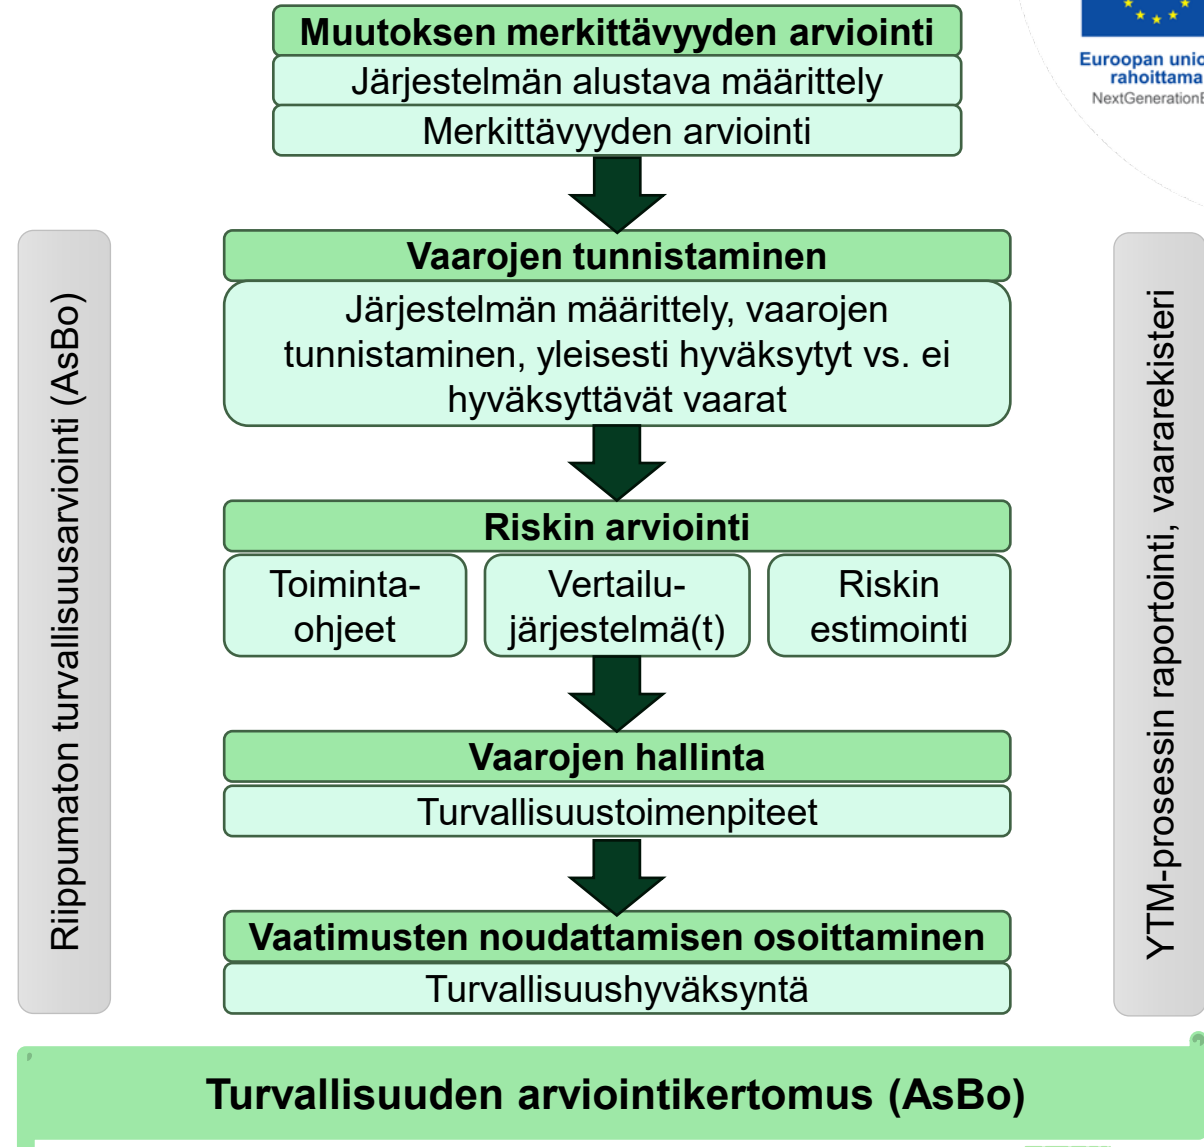 Muutoksen merkittävyyden arviointi
Järjestelmän alustava määrittely
Merkittävyyden arviointi
Euroopan unio
rahoittama
NextGenerationE
Riippumaton turvallisuusarviointi (AsBo)
Vaarojen tunnistaminen
Järjestelmän määrittely, vaarojen
tunnistaminen, yleisesti hyväksytyt vs. ei
hyväksyttävät vaarat
Riskin arviointi
Toiminta-
ohjeet
Vertailu-
järjestelmä(t)
Riskin
estimointi
Vaarojen hallinta
Turvallisuustoimenpiteet
Vaatimusten noudattamisen osoittaminen
Turvallisuushyväksyntä
YTM-prosessin raportointi, vaararekisteri
Turvallisuuden arviointikertomus (AsBo)